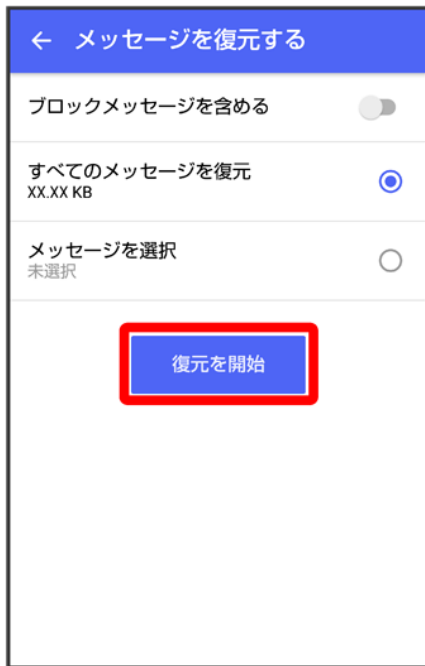 メッセージを復元する
ブロックメッセージを含める
すべてのメッセージを復元
XX.XX KB
メッセージを選択
未選択
復元を開始